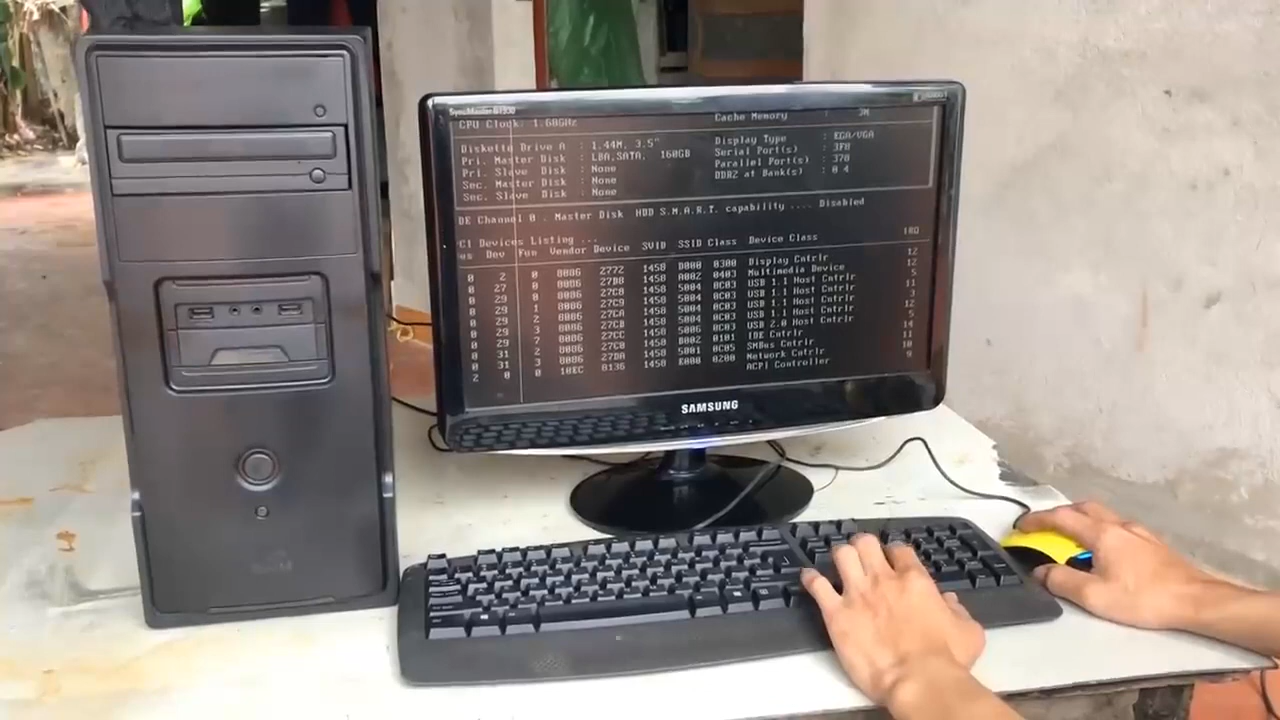 SyncMaster B1930
CPU Clock : 1.60GHz Cache Memory : 3M
Diskette Drive A : 1.44M, 3.5" Display Type : EGA/VGA
Pri. Master Disk : LBA,SATA, 160GB Serial Port(s) : 3F8
Pri. Slave Disk : None Parallel Port(s) : 378
Sec. Master Disk : None DDR2 at Bank(s) : 0 4
Sec. Slave Disk : None
DE Channel 0 . Master Disk HDD S.M.A.R.T. capability .... Disabled
CI Devices Listing ...
us Dev Fun Vendor Device SVID SSID Class Device Class IRQ
0 2 0 8086 2772 1458 D000 0300 Display Cntrlr 12
0 27 0 8086 27D8 1458 A002 0403 Multimedia Device 5
0 29 0 8086 27C8 1458 5004 0C03 USB 1.1 Host Cntrlr 11
0 29 1 8086 27C9 1458 5004 0C03 USB 1.1 Host Cntrlr 3
0 29 2 8086 27CA 1458 5004 0C03 USB 1.1 Host Cntrlr 12
0 29 3 8086 27CB 1458 5004 0C03 USB 1.1 Host Cntrlr 5
0 29 7 8086 27CC 1458 5006 0C03 USB 2.0 Host Cntrlr
0 31 2 8086 27C0 1458 B002 0101 IDE Cntrlr 14
0 31 3 8086 27DA 1458 5001 0C05 SMBus Cntrlr 11
2 0 0 10EC 8136 1458 E000 0200 Network Cntrlr 10
ACPI Controller 9
SAMSUNG